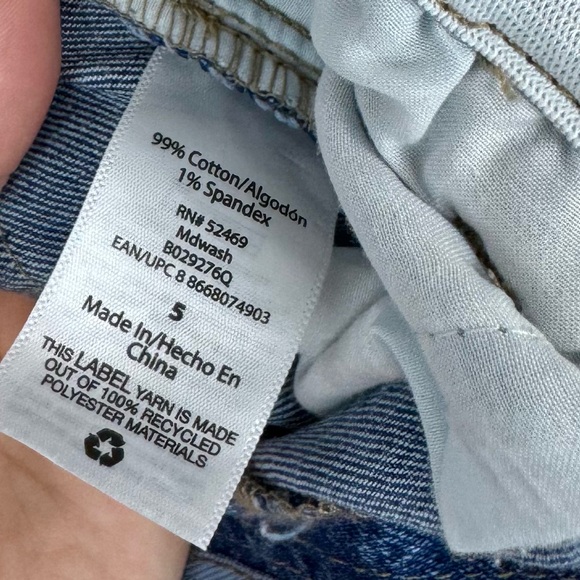 99% Cotton/Algodón
1% Spandex
RN# 52469
Mdwash
B029276Q
EAN/UPC 8 8668074903
5
Made In/Hecho En
China
THIS LABEL YARN IS MADE
OUT OF 100% RECYCLED
POLYESTER MATERIALS